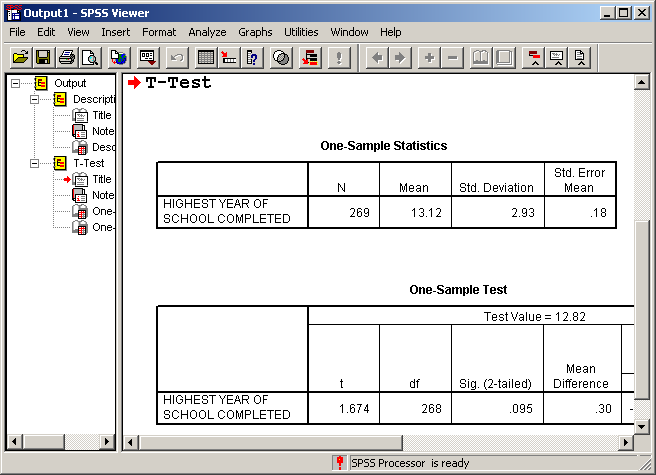 Output1 - SPSS Viewer
File Edit View Insert Format Analyze Graphs Utilities Window Help
Output
Descripti
Title
Note
Desc
T-Test
Title
Note
One-
One-
T-Test
One-Sample Statistics
N Mean Std. Deviation Std. Error Mean
HIGHEST YEAR OF
SCHOOL COMPLETED 269 13.12 2.93 .18
One-Sample Test
Test Value = 12.82
t df Sig. (2-tailed) Mean Difference
HIGHEST YEAR OF
SCHOOL COMPLETED 1.674 268 .095 .30 -
SPSS Processor is ready